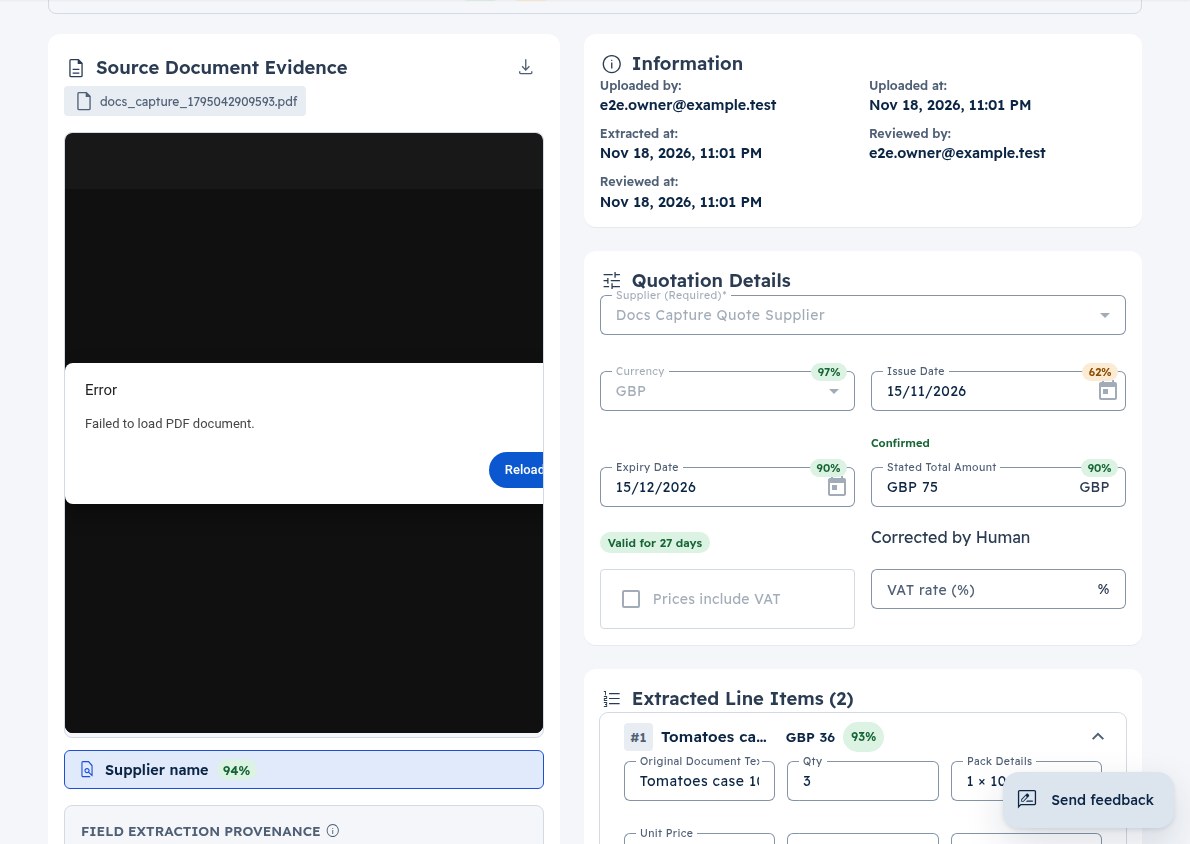 Source Document Evidence
docs_capture_1795042909593.pdf
Error
Failed to load PDF document.
Reload
Supplier name 94%
FIELD EXTRACTION PROVENANCE
Information
Uploaded by: Uploaded at:
e2e.owner@example.test Nov 18, 2026, 11:01 PM
Extracted at: Reviewed by:
Nov 18, 2026, 11:01 PM e2e.owner@example.test
Reviewed at:
Nov 18, 2026, 11:01 PM
Quotation Details
Supplier (Required)*
Docs Capture Quote Supplier
Currency 97% Issue Date 62%
GBP 15/11/2026
Confirmed
Expiry Date 90% Stated Total Amount 90%
15/12/2026 GBP 75 GBP
Valid for 27 days Corrected by Human
Prices include VAT VAT rate (%) %
Extracted Line Items (2)
#1 Tomatoes ca… GBP 36 93%
Original Document Tex Qty Pack Details
Tomatoes case 10 3 1 × 10
Send feedback
Unit Price